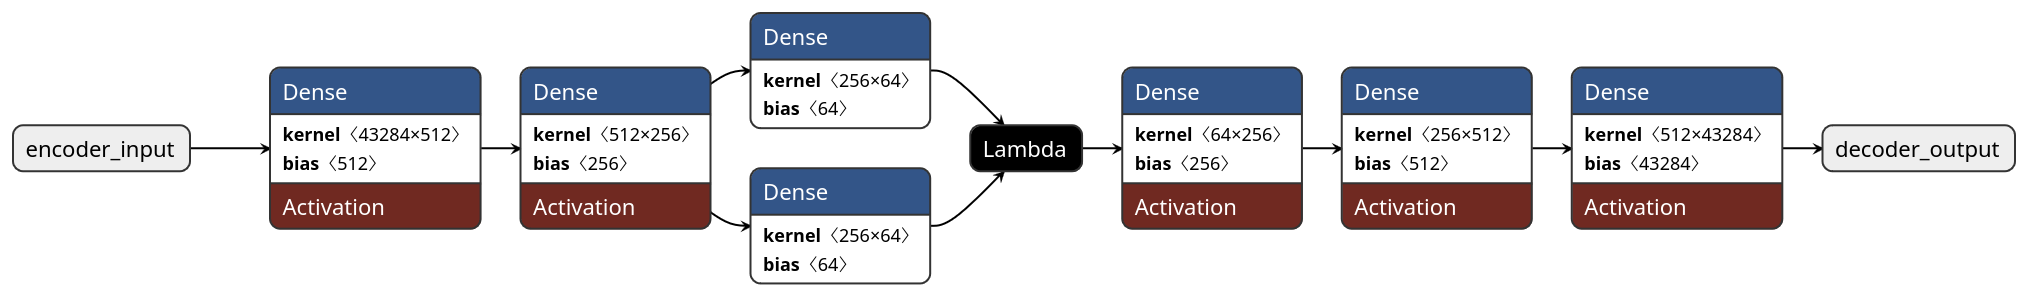 encoder_input
Dense
kernel〈43284×512〉
bias〈512〉
Activation
Dense
kernel〈512×256〉
bias〈256〉
Activation
Dense
kernel〈256×64〉
bias〈64〉
Dense
kernel〈256×64〉
bias〈64〉
Lambda
Dense
kernel〈64×256〉
bias〈256〉
Activation
Dense
kernel〈256×512〉
bias〈512〉
Activation
Dense
kernel〈512×43284〉
bias〈43284〉
Activation
decoder_output